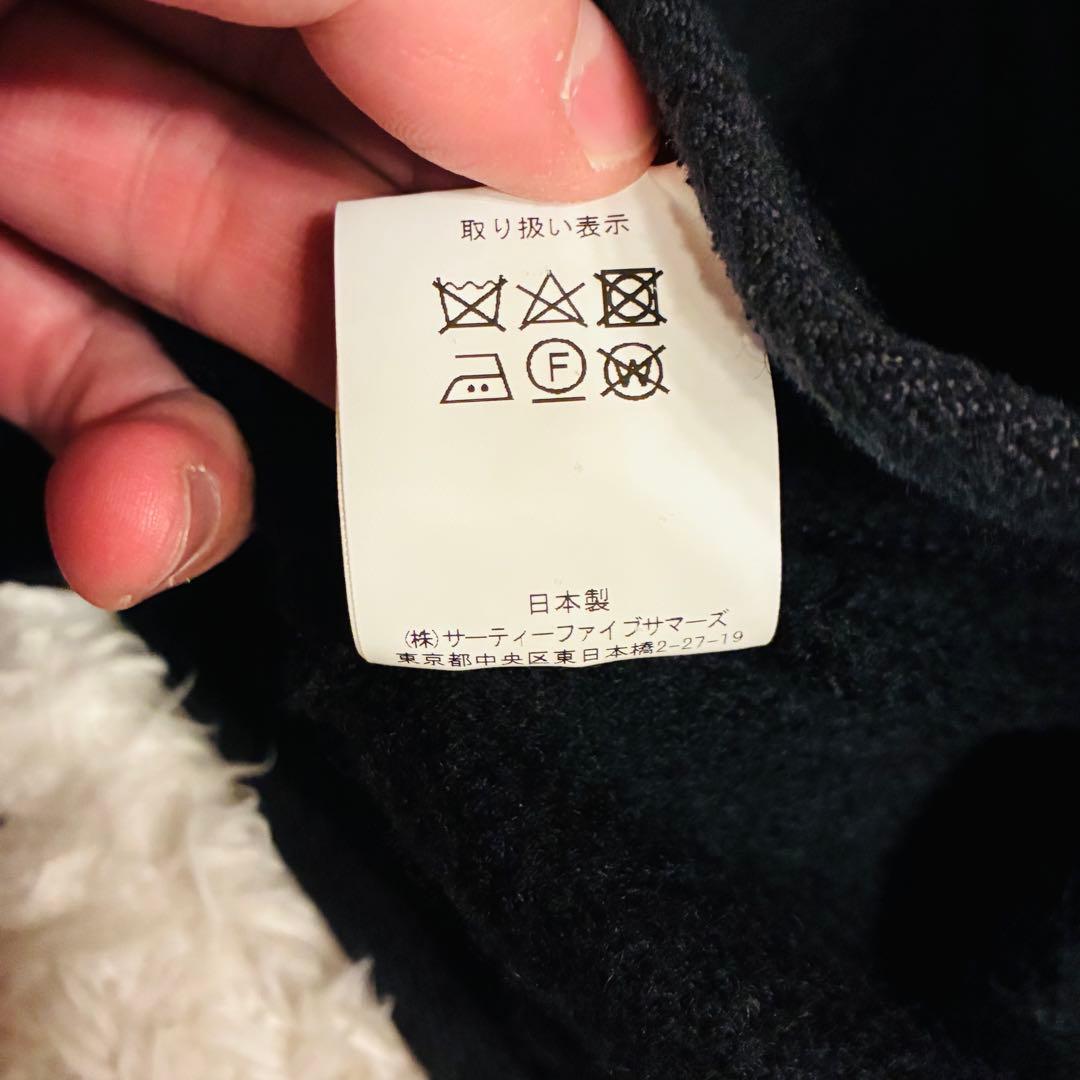 取り扱い表示
F W
日本製
(株)サーティーファイブサマーズ
東京都中央区東日本橋2-27-19